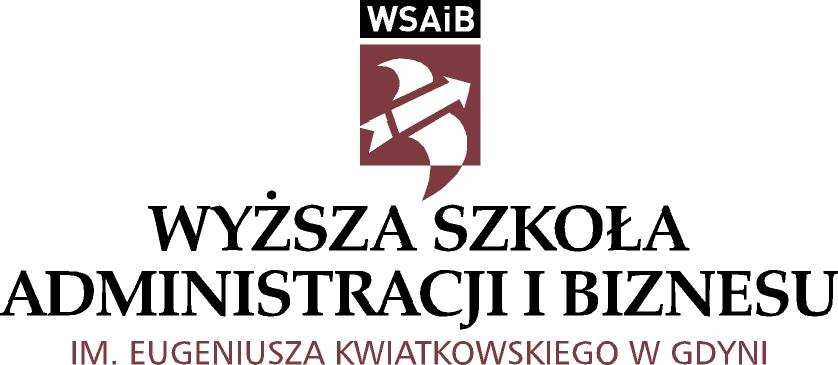 WSAiB
WYŻSZA SZKOŁA
ADMINISTRACJI I BIZNESU
IM. EUGENIUSZA KWIATKOWSKIEGO W GDYNI